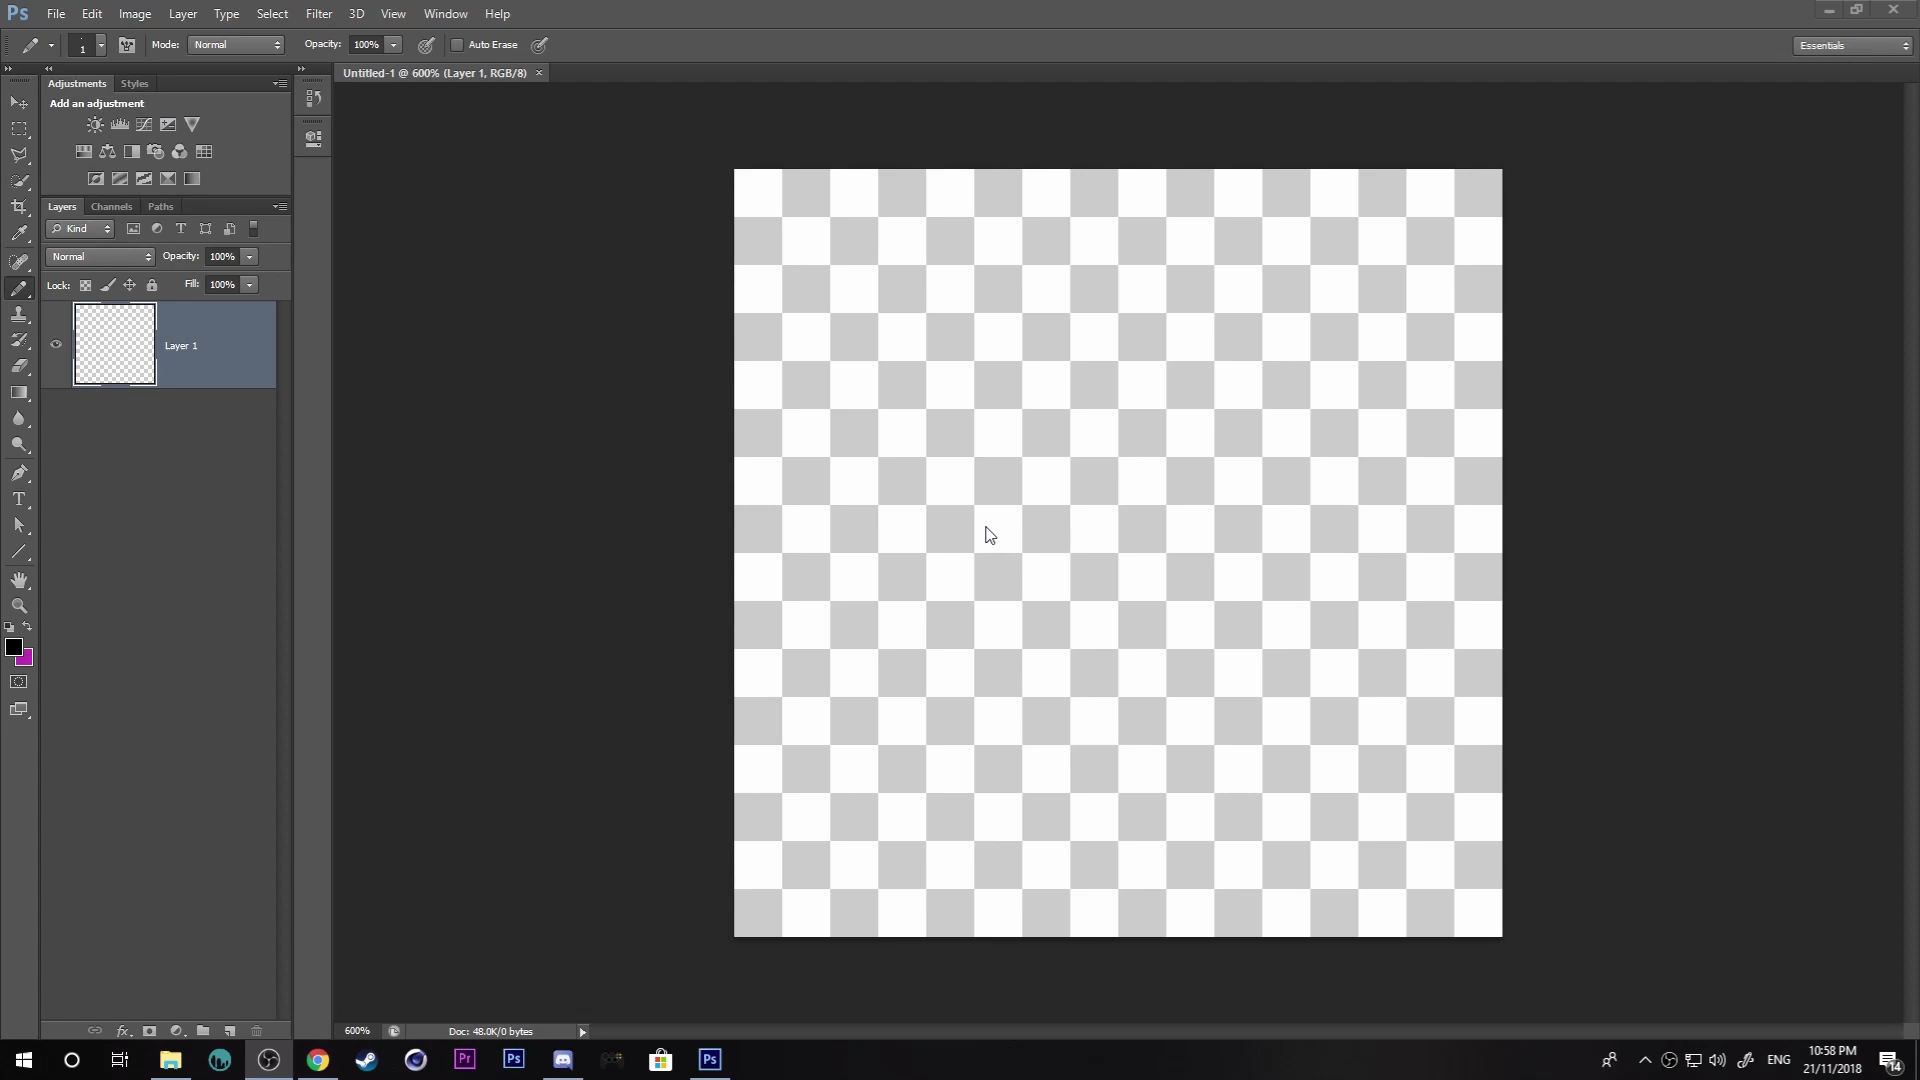 Ps File Edit Image Layer Type Select Filter 3D View Window Help
1 Mode: Normal Opacity: 100% Auto Erase Essentials
Untitled-1 @ 600% (Layer 1, RGB/8) ×
Adjustments Styles
Add an adjustment
Layers Channels Paths
Kind T
Normal Opacity: 100%
Lock: Fill: 100%
Layer 1
T
fx
600% Doc: 48.0K/0 bytes
Pr Ps Ps ENG 10:58 PM
21/11/2018 14